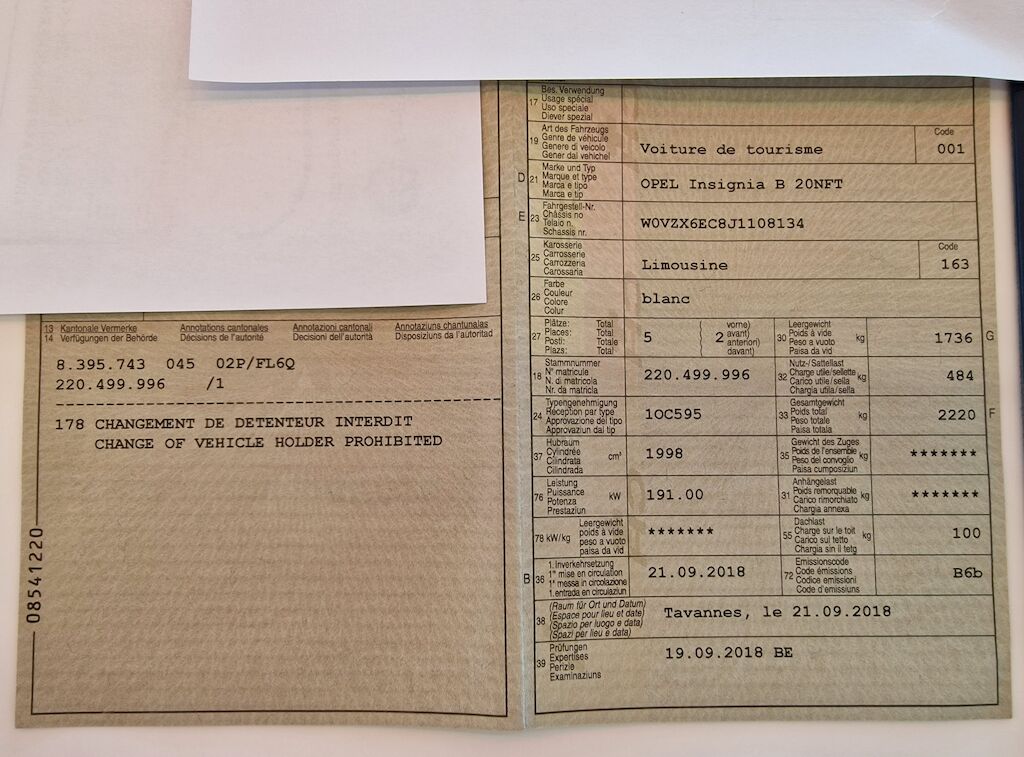 13 Kantonale Vermerke Annotations cantonales Annotazioni cantonali Annotaziuns chantunalas
14 Verfügungen der Behörde Décisions de l'autorité Decisioni dell'autorità Disposiziuns da l'autoritad
8.395.743 045 02P/FL6Q
220.499.996 /1
178 CHANGEMENT DE DETENTEUR INTERDIT
CHANGE OF VEHICLE HOLDER PROHIBITED
08541220
17 Bes. Verwendung
Usage spécial
Uso speciale
Diever spezial
19 Art des Fahrzeugs
Genre de véhicule
Genere di veicolo
Gener dal vehichel
Voiture de tourisme
Code
001
D 21 Marke und Typ
Marque et type
Marca e tipo
Marca e tip
OPEL Insignia B 20NFT
E 23 Fahrgestell-Nr.
Châssis no
Telaio n.
Schassis nr.
W0VZX6EC8J1108134
25 Karosserie
Carrosserie
Carrozzeria
Carossaria
Limousine
Code
163
26 Farbe
Couleur
Colore
Colur
blanc
27 Plätze: Total
Places: Total
Posti: Totale
Plazs: Total
5
2 vorne)
avant)
anteriori)
davant)
30 Leergewicht
Poids à vide
Peso a vuoto
Paisa da vid
kg
1736 G
18 Stammnummer
N° matricule
N. di matricola
Nr. da matricla
220.499.996
32 Nutz-/Sattellast
Charge utile/sellette
Carico utile/sella
Chargia utila/sella
kg
484
24 Typengenehmigung
Réception par type
Approvazione del tipo
Approvaziun dal tip
1OC595
33 Gesamtgewicht
Poids total
Peso totale
Paisa totala
kg
2220 F
37 Hubraum
Cylindrée
Cilindrata
Cilindrada
cm³
1998
35 Gewicht des Zuges
Poids de l'ensemble
Peso del convoglio
Paisa cumposiziun
kg
*******
76 Leistung
Puissance
Potenza
Prestaziun
kW
191.00
31 Anhängelast
Poids remorquable
Carico rimorchiato
Chargia annexa
kg
*******
78 kW/kg Leergewicht
poids à vide
peso a vuoto
paisa da vid
*******
55 Dachlast
Charge sur le toit
Carico sul tetto
Chargia sin il tetg
kg
100
B 36 1. Inverkehrsetzung
1re mise en circulation
1a messa in circolazione
1. entrada en circulaziun
21.09.2018
72 Emissionscode
Code émissions
Codice emissioni
Code d'emissiuns
B6b
38 (Raum für Ort und Datum)
(Espace pour lieu et date)
(Spazio per luogo e data)
(Spazi per lieu e data)
Tavannes, le 21.09.2018
39 Prüfungen
Expertises
Perizie
Examinaziuns
19.09.2018 BE